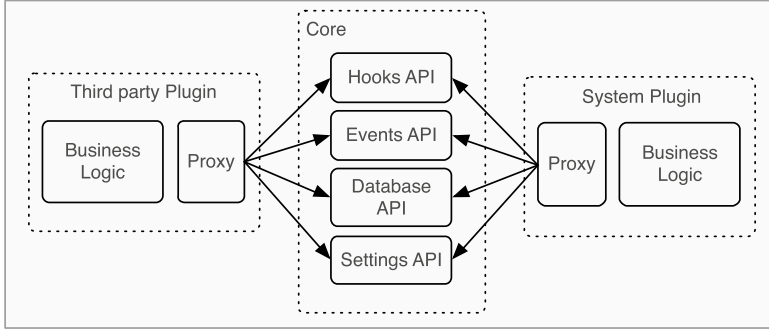 Core
Third party Plugin
Business
Logic
Proxy
Hooks API
Events API
Database
API
Settings API
System Plugin
Proxy
Business
Logic